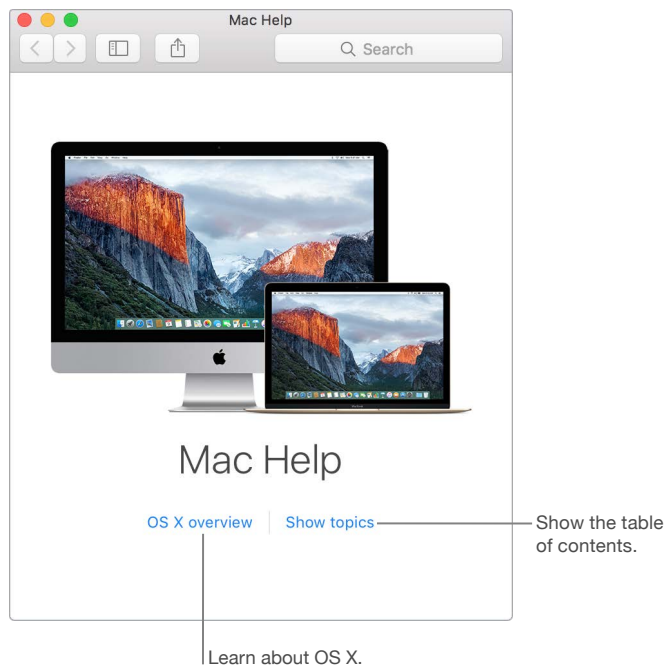 Mac Help
Search
Mac Help
OS X overview
Show topics
Show the table
of contents.
Learn about OS X.